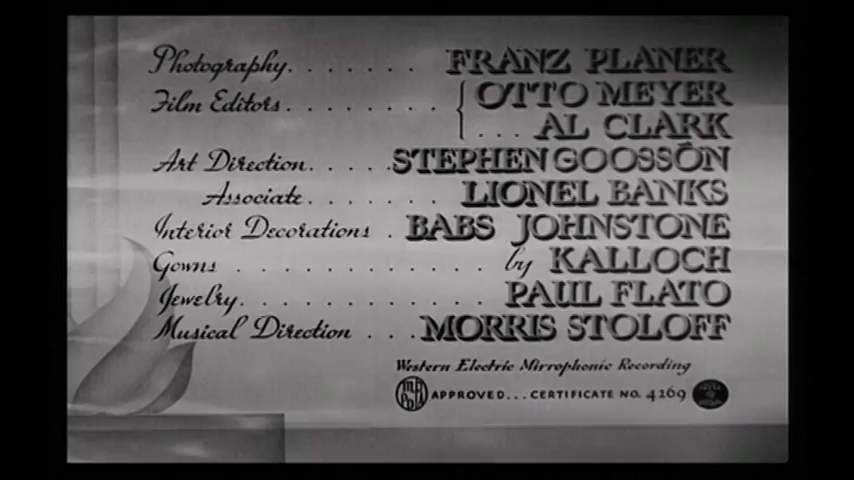 Photography....... FRANZ PLANER
Film Editors........ { OTTO MEYER
... AL CLARK
Art Direction..... STEPHEN GOOSSÓN
Associate....... LIONEL BANKS
Interior Decorations . BABS JOHNSTONE
Gowns ............ by KALLOCH
Jewelry............ PAUL FLATO
Musical Direction ... MORRIS STOLOFF
Western Electric Mirrophonic Recording
APPROVED... CERTIFICATE NO. 4269